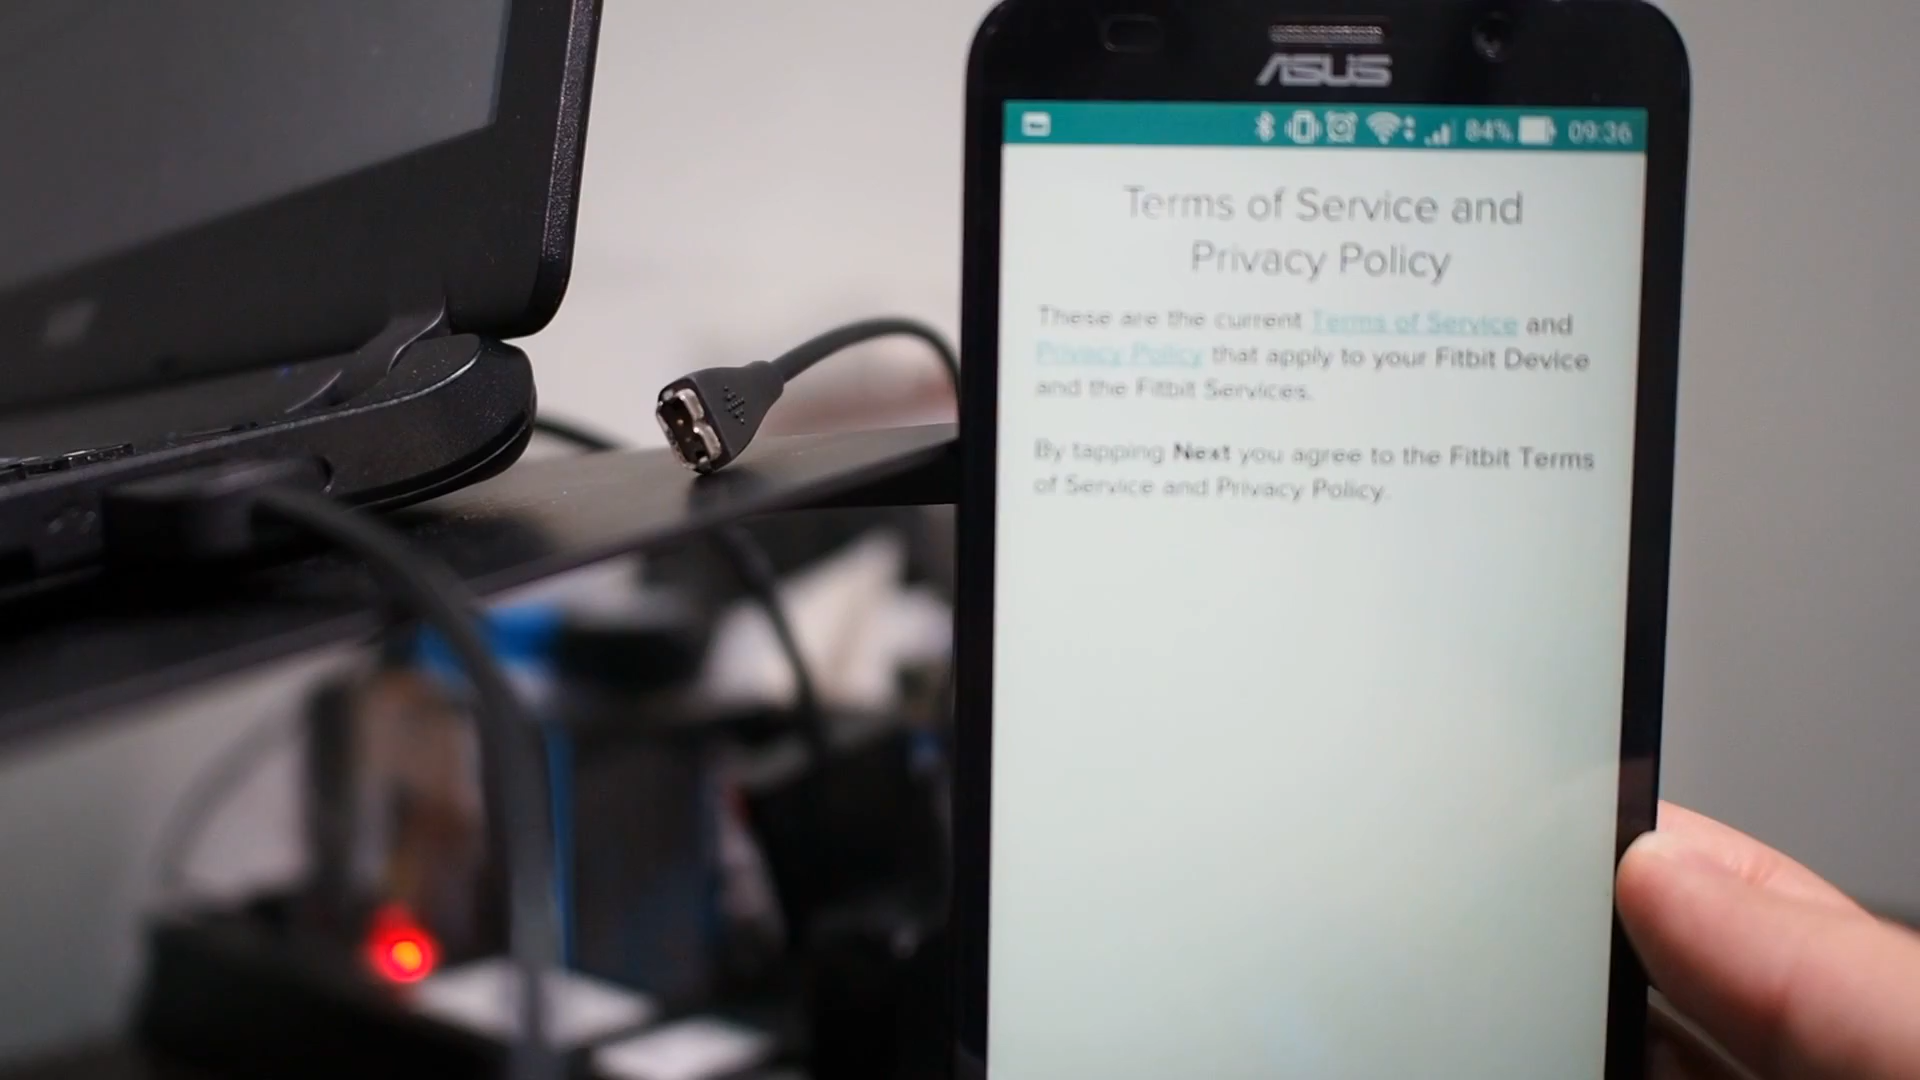 ASUS
84% 09:36
Terms of Service and
Privacy Policy
These are the current Terms of Service and
Privacy Policy that apply to your Fitbit Device
and the Fitbit Services.
By tapping Next you agree to the Fitbit Terms
of Service and Privacy Policy.